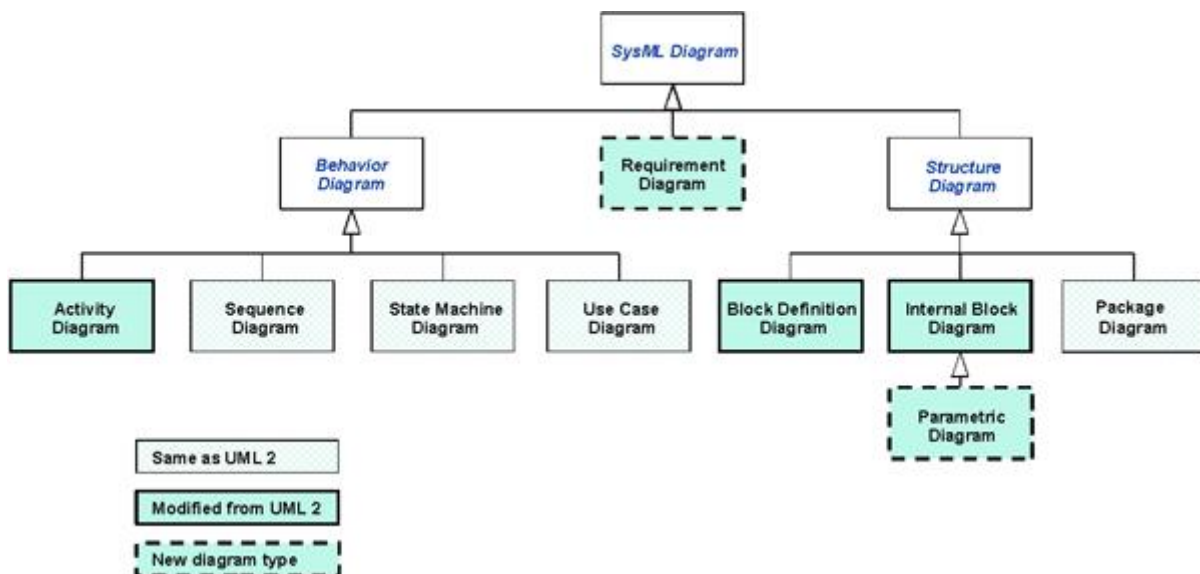 SysML Diagram
Behavior
Diagram
Requirement
Diagram
Structure
Diagram
Activity
Diagram
Sequence
Diagram
State Machine
Diagram
Use Case
Diagram
Block Definition
Diagram
Internal Block
Diagram
Package
Diagram
Parametric
Diagram
Same as UML 2
Modified from UML 2
New diagram type